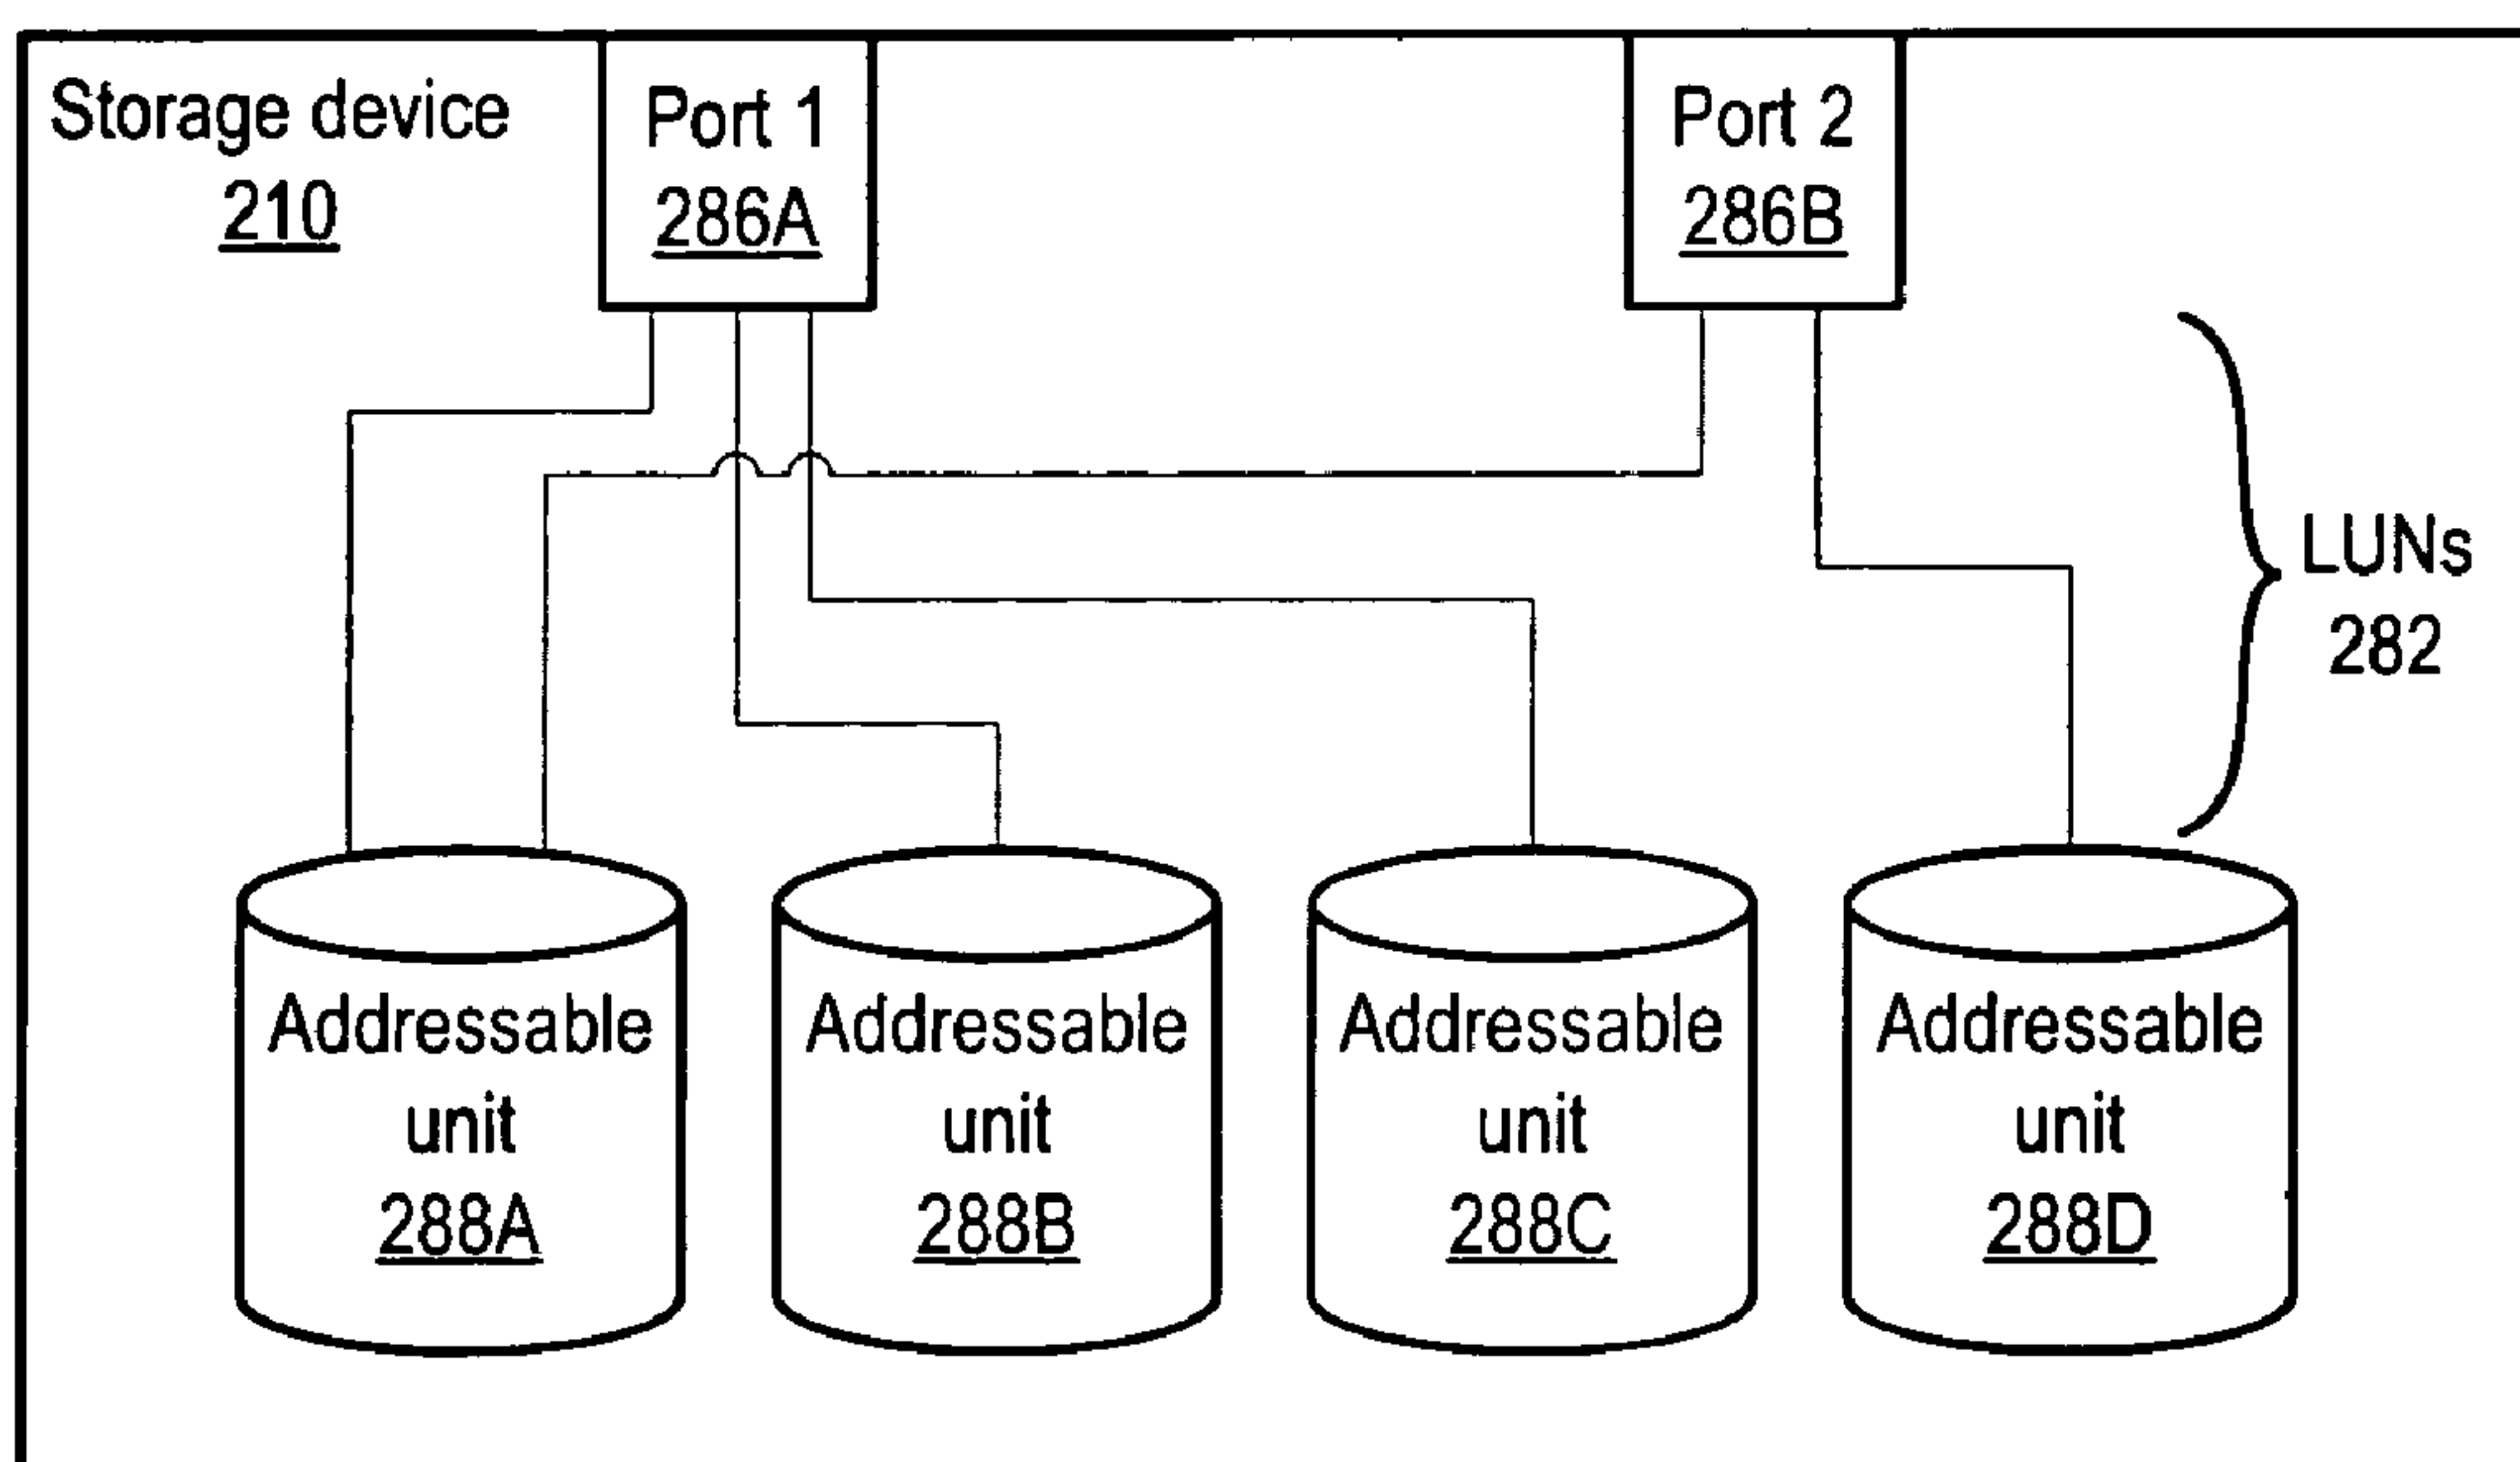 Storage device
210
Port 1
286A
Port 2
286B
LUNs
282
Addressable
unit
288A
Addressable
unit
288B
Addressable
unit
288C
Addressable
unit
288D